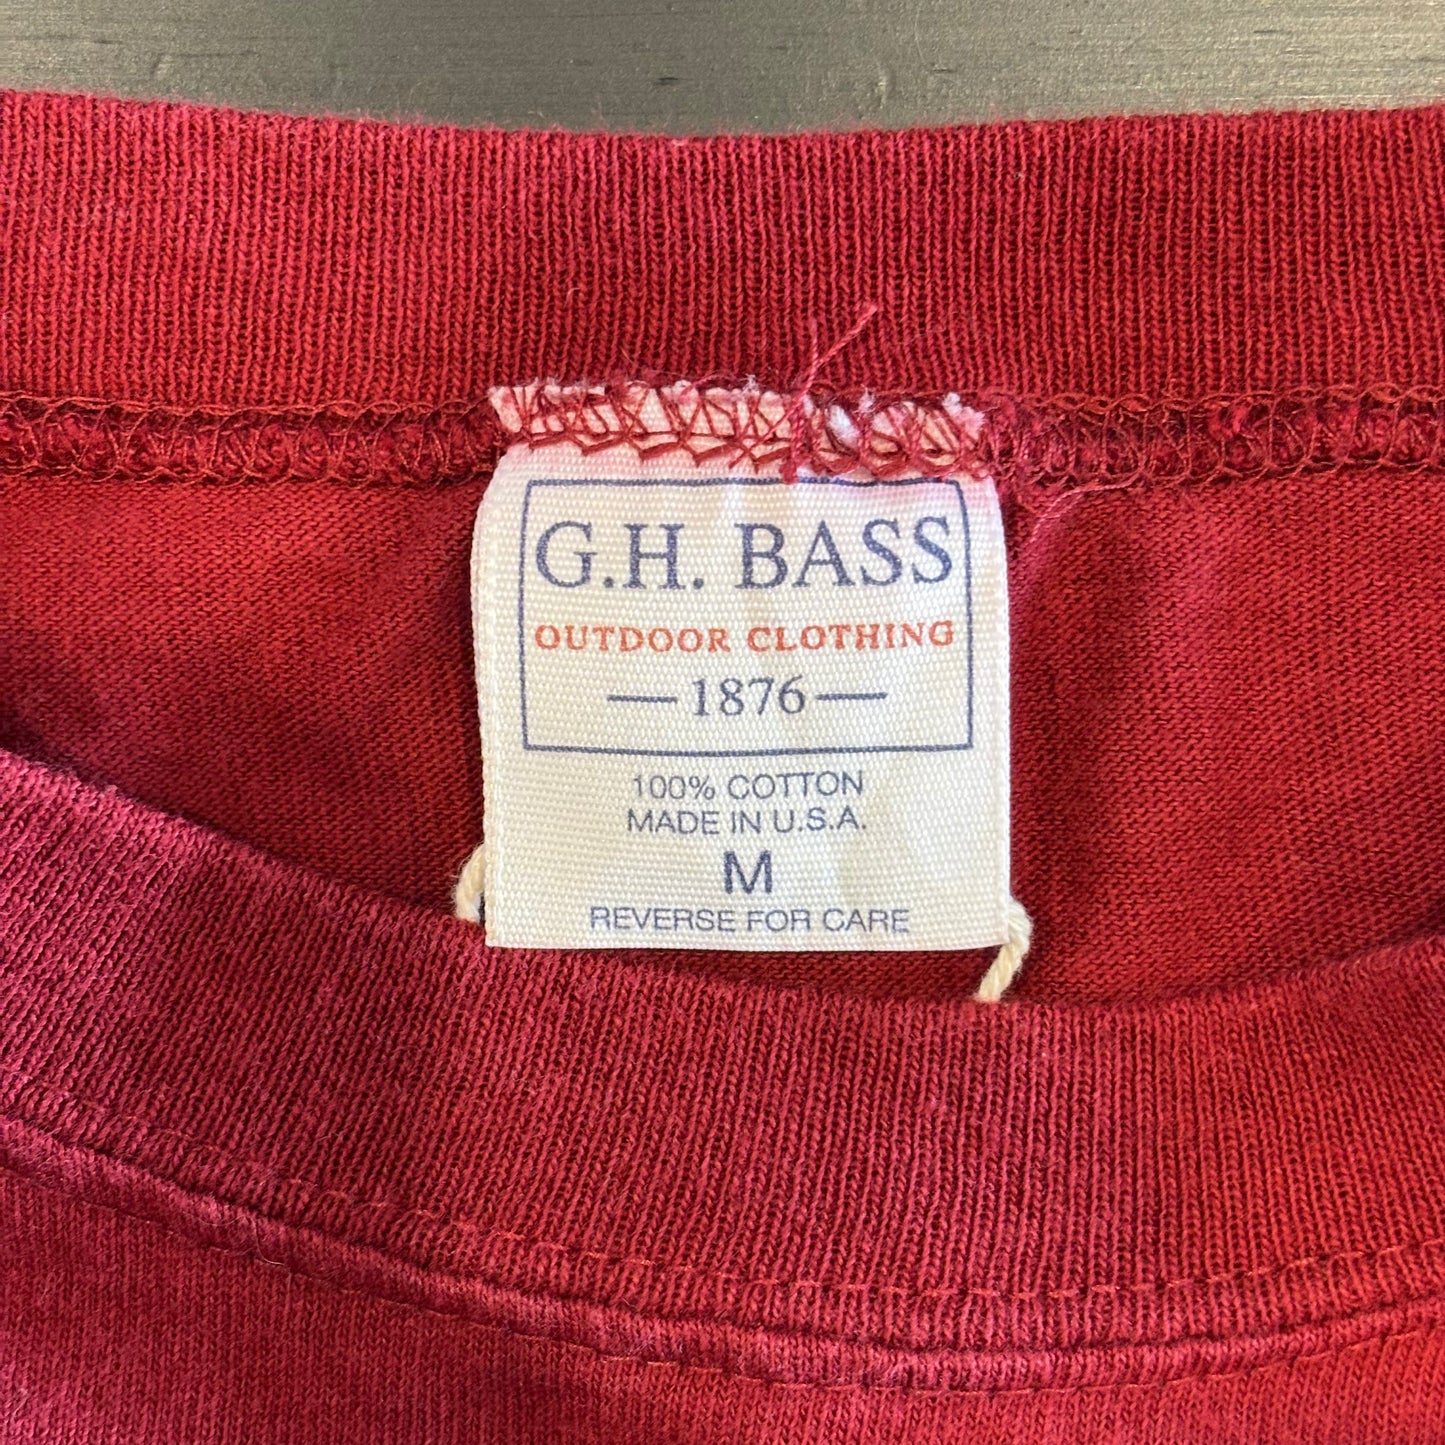 G.H. BASS
OUTDOOR CLOTHING
— 1876 —
100% COTTON
MADE IN U.S.A.
M
REVERSE FOR CARE